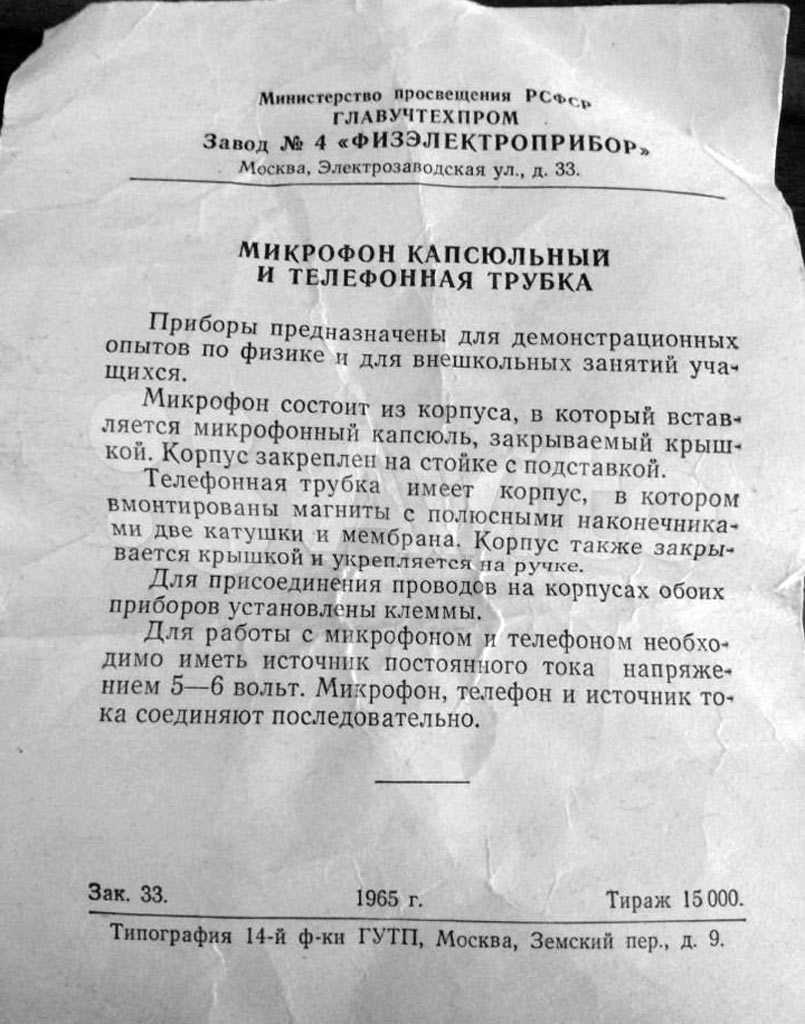 Министерство просвещения РСФСР
ГЛАВУЧТЕХПРОМ
Завод № 4 «ФИЗЭЛЕКТРОПРИБОР»
Москва, Электрозаводская ул., д. 33.
МИКРОФОН КАПСЮЛЬНЫЙ
И ТЕЛЕФОННАЯ ТРУБКА
Приборы предназначены для демонстрационных
опытов по физике и для внешкольных занятий уча-
щихся.
Микрофон состоит из корпуса, в который встав-
ляется микрофонный капсюль, закрываемый крыш-
кой. Корпус закреплен на стойке с подставкой.
Телефонная трубка имеет корпус, в котором
вмонтированы магниты с полюсными наконечника-
ми две катушки и мембрана. Корпус также закры-
вается крышкой и укрепляется на ручке.
Для присоединения проводов на корпусах обоих
приборов установлены клеммы.
Для работы с микрофоном и телефоном необхо-
димо иметь источник постоянного тока напряже-
нием 5—6 вольт. Микрофон, телефон и источник то-
ка соединяют последовательно.
Зак. 33. 1965 г. Тираж 15 000.
Типография 14-й ф-ки ГУТП, Москва, Земский пер., д. 9.